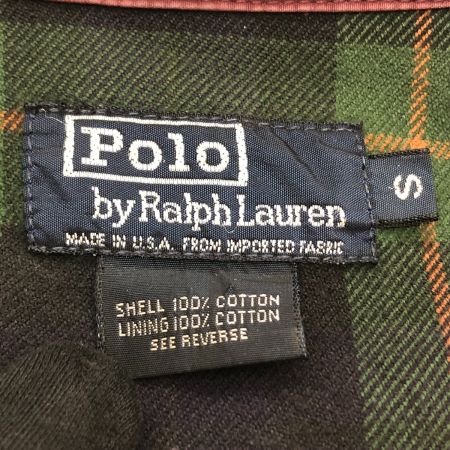 Polo
by Ralph Lauren
MADE IN U.S.A. FROM IMPORTED FABRIC
S
SHELL 100% COTTON
LINING 100% COTTON
SEE REVERSE